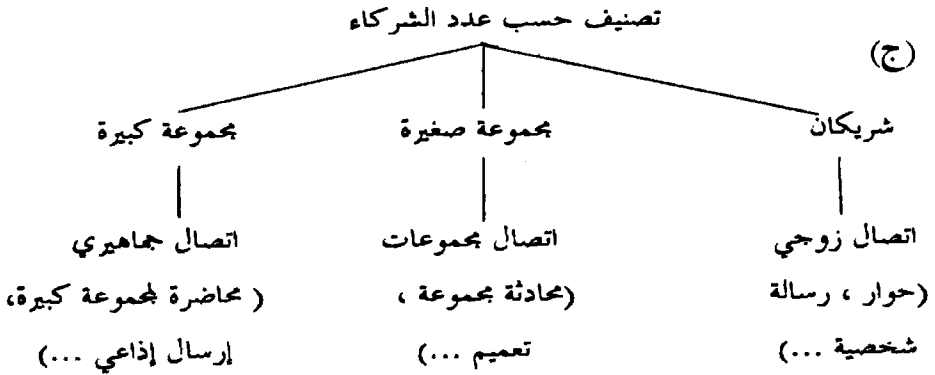 تصنيف حسب عدد الشركاء
(ج)
شريكان
مجموعة صغيرة
مجموعة كبيرة
اتصال زوجي
(حوار ، رسالة
شخصية ...)
اتصال مجموعات
(محادثة مجموعة ،
تعميم ...)
اتصال جماهيري
( محاضرة لمجموعة كبيرة،
إرسال إذاعي ...)